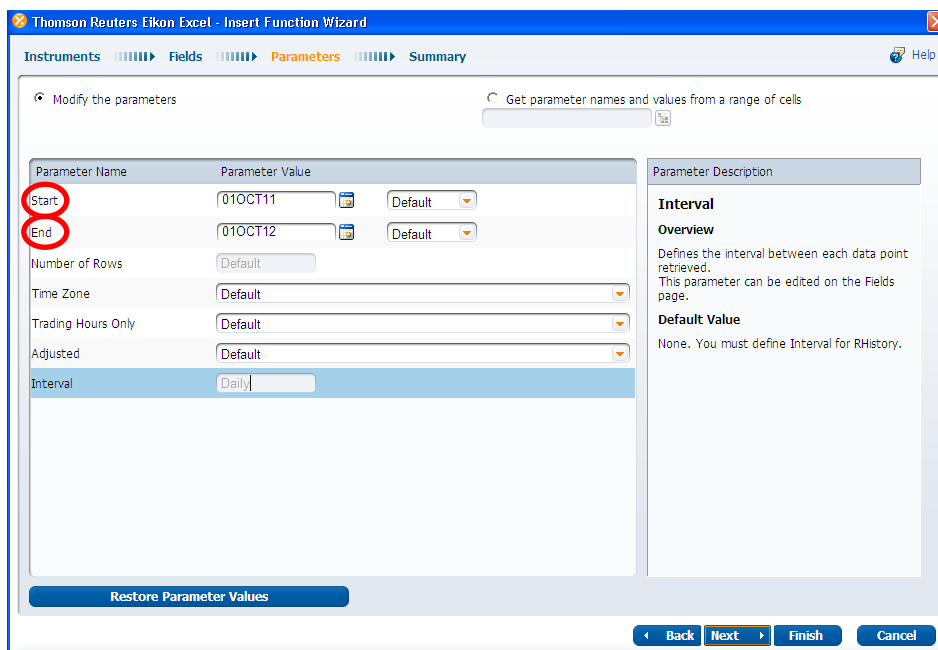 Thomson Reuters Eikon Excel - Insert Function Wizard
Instruments Fields Parameters Summary Help
Modify the parameters
Get parameter names and values from a range of cells
Parameter Name Parameter Value
Start 01OCT11 Default
End 01OCT12 Default
Number of Rows Default
Time Zone Default
Trading Hours Only Default
Adjusted Default
Interval Daily
Parameter Description
Interval
Overview
Defines the interval between each data point
retrieved.
This parameter can be edited on the Fields
page.
Default Value
None. You must define Interval for RHistory.
Restore Parameter Values
Back Next Finish Cancel